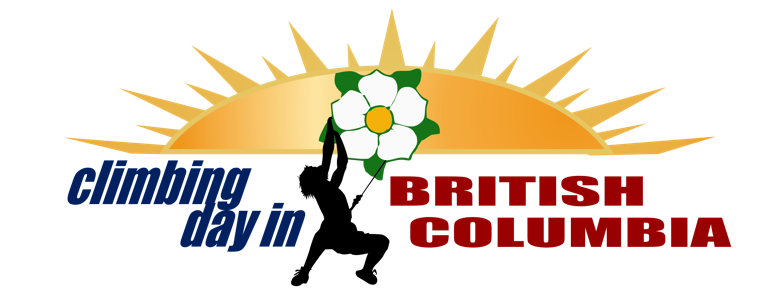 climbing
day in
BRITISH
COLUMBIA